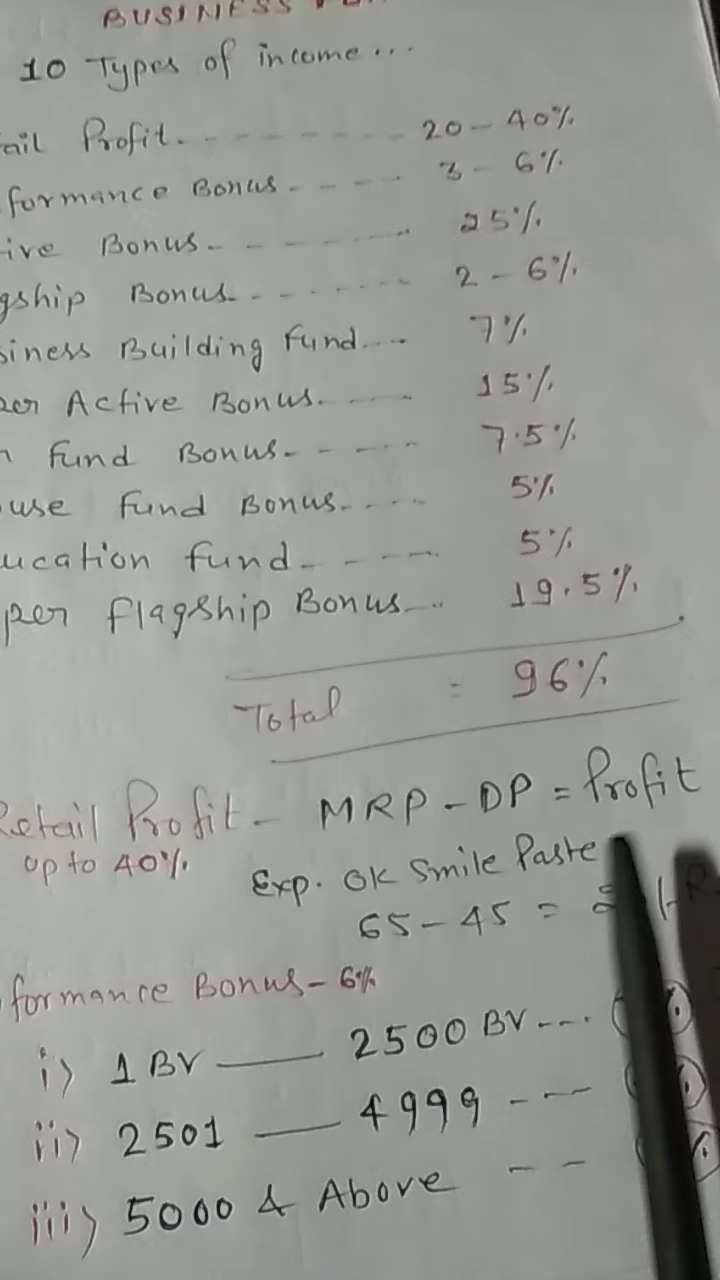 BUSINESS
10 Types of income...
ail Profit. - - - - - - - - 20 - 40%
formance Bonus - - - - - 3 - 6%
ive Bonus - - - - - - - - 25%
gship Bonus - - - - - - - 2 - 6%
siness Building Fund.... 7%
per Active Bonus. - - - - 15%
n Fund Bonus - - - - - - 7.5%
use Fund Bonus. - - - - 5%
ucation fund - - - - - - 5%
per flagship Bonus - .. 19.5%
Total = 96%
Retail Profit - MRP - DP = Profit
up to 40%
Exp. OK Smile Paste
65 - 45 =
formance Bonus - 6%
i) 1 BV —— 2500 BV - - -
ii) 2501 —— 4999 - - -
iii) 5000 & Above - -